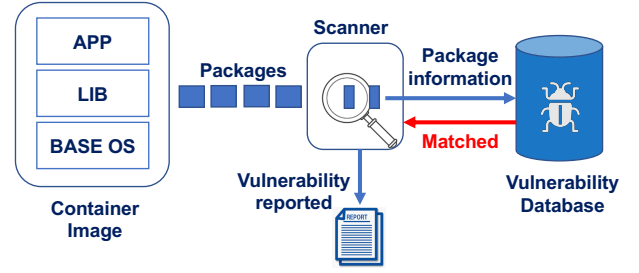 APP
LIB
BASE OS
Container
Image
Packages
Scanner
Package
information
Matched
Vulnerability
Database
Vulnerability
reported
REPORT